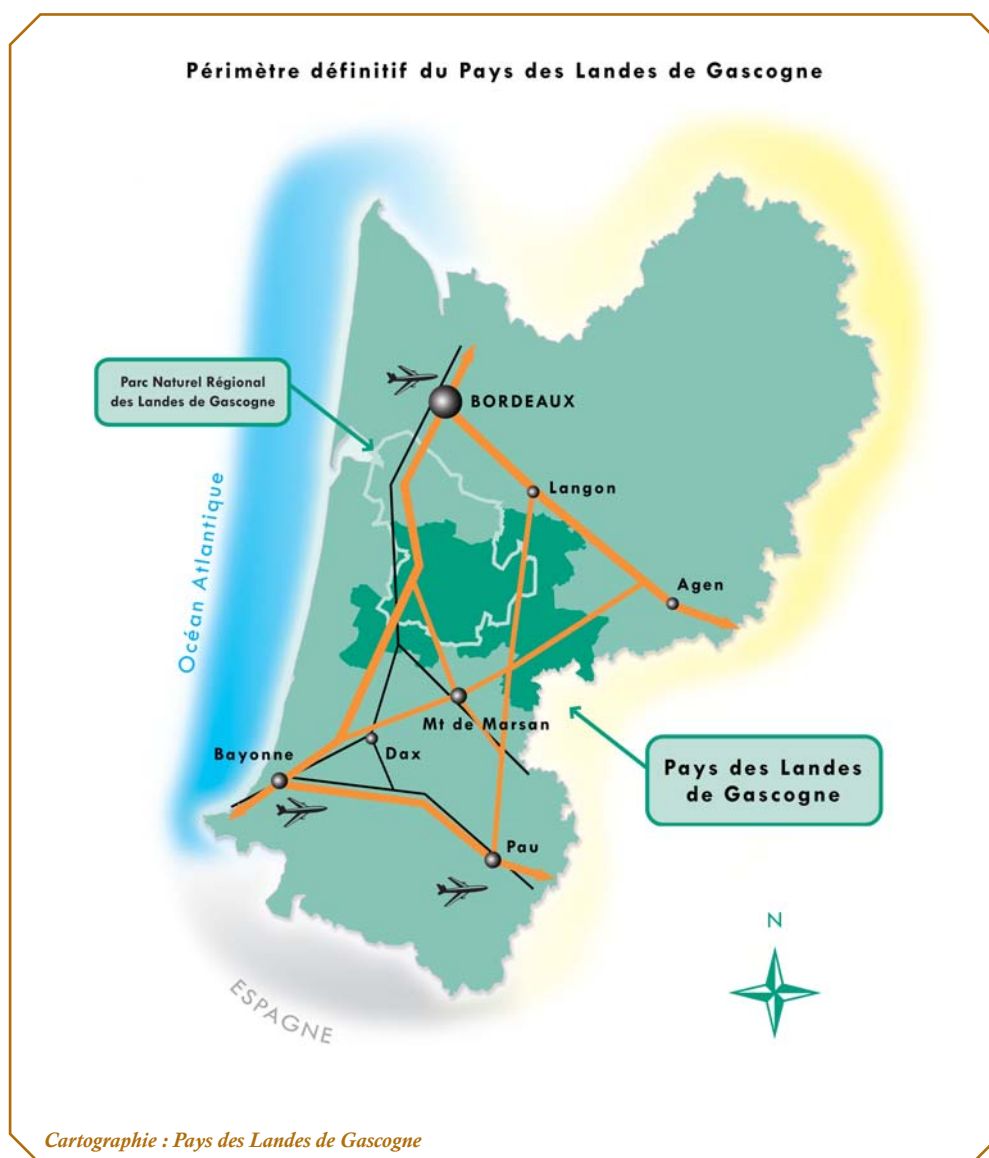 Périmètre définitif du Pays des Landes de Gascogne
Parc Naturel Régional
des Landes de Gascogne
BORDEAUX
Langon
Océan Atlantique
Agen
Mt de Marsan
Bayonne
Dax
Pays des Landes
de Gascogne
Pau
N
ESPAGNE
Cartographie : Pays des Landes de Gascogne